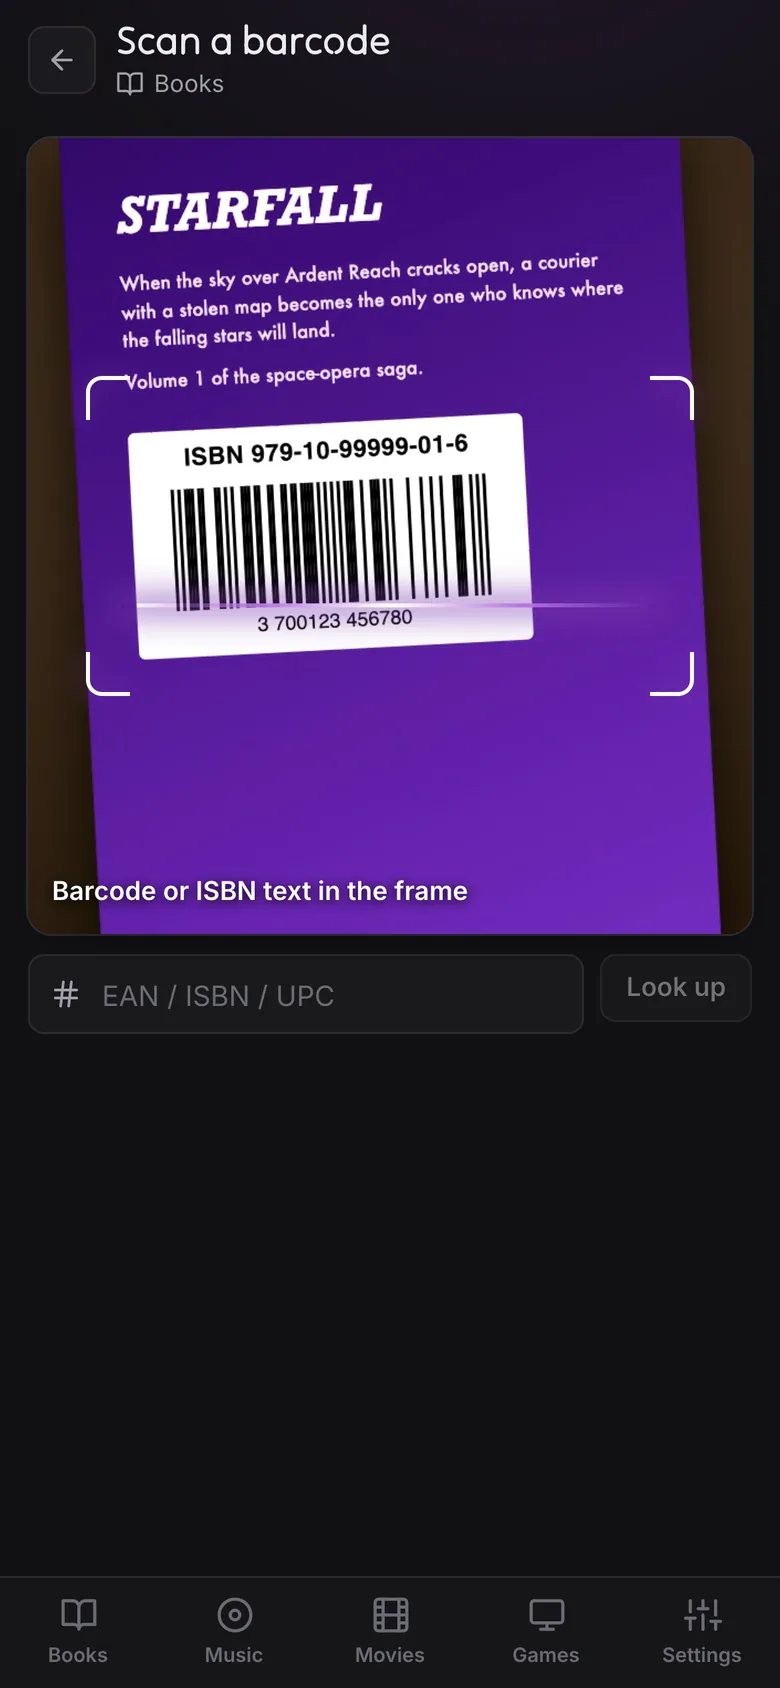 Scan a barcode
Books
STARFALL
When the sky over Ardent Reach cracks open, a courier
with a stolen map becomes the only one who knows where
the falling stars will land.
Volume 1 of the space-opera saga.
ISBN 979-10-99999-01-6
3 700123 456780
Barcode or ISBN text in the frame
# EAN / ISBN / UPC
Look up
Books
Music
Movies
Games
Settings